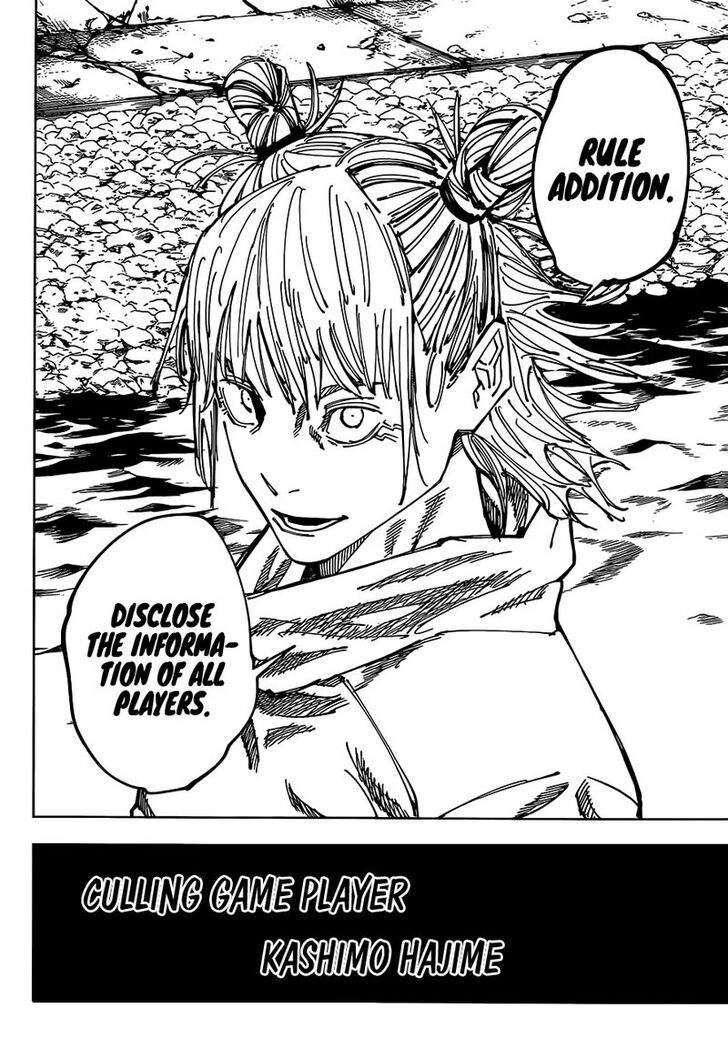 RULE
ADDITION.
DISCLOSE
THE INFORMA-
TION OF ALL
PLAYERS.
CULLING GAME PLAYER
KASHIMO HAJIME